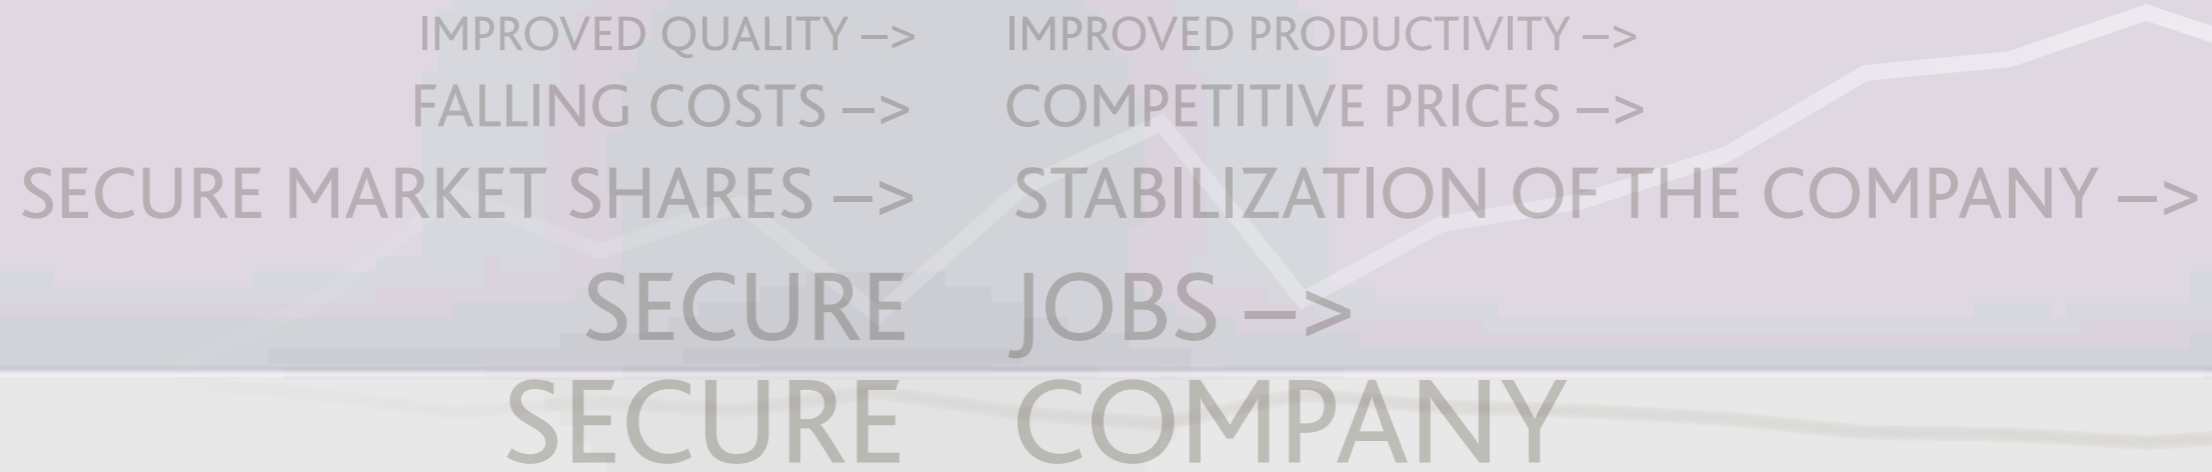 IMPROVED QUALITY –> IMPROVED PRODUCTIVITY –>
FALLING COSTS –> COMPETITIVE PRICES –>
SECURE MARKET SHARES –> STABILIZATION OF THE COMPANY –>
SECURE JOBS –>
SECURE COMPANY